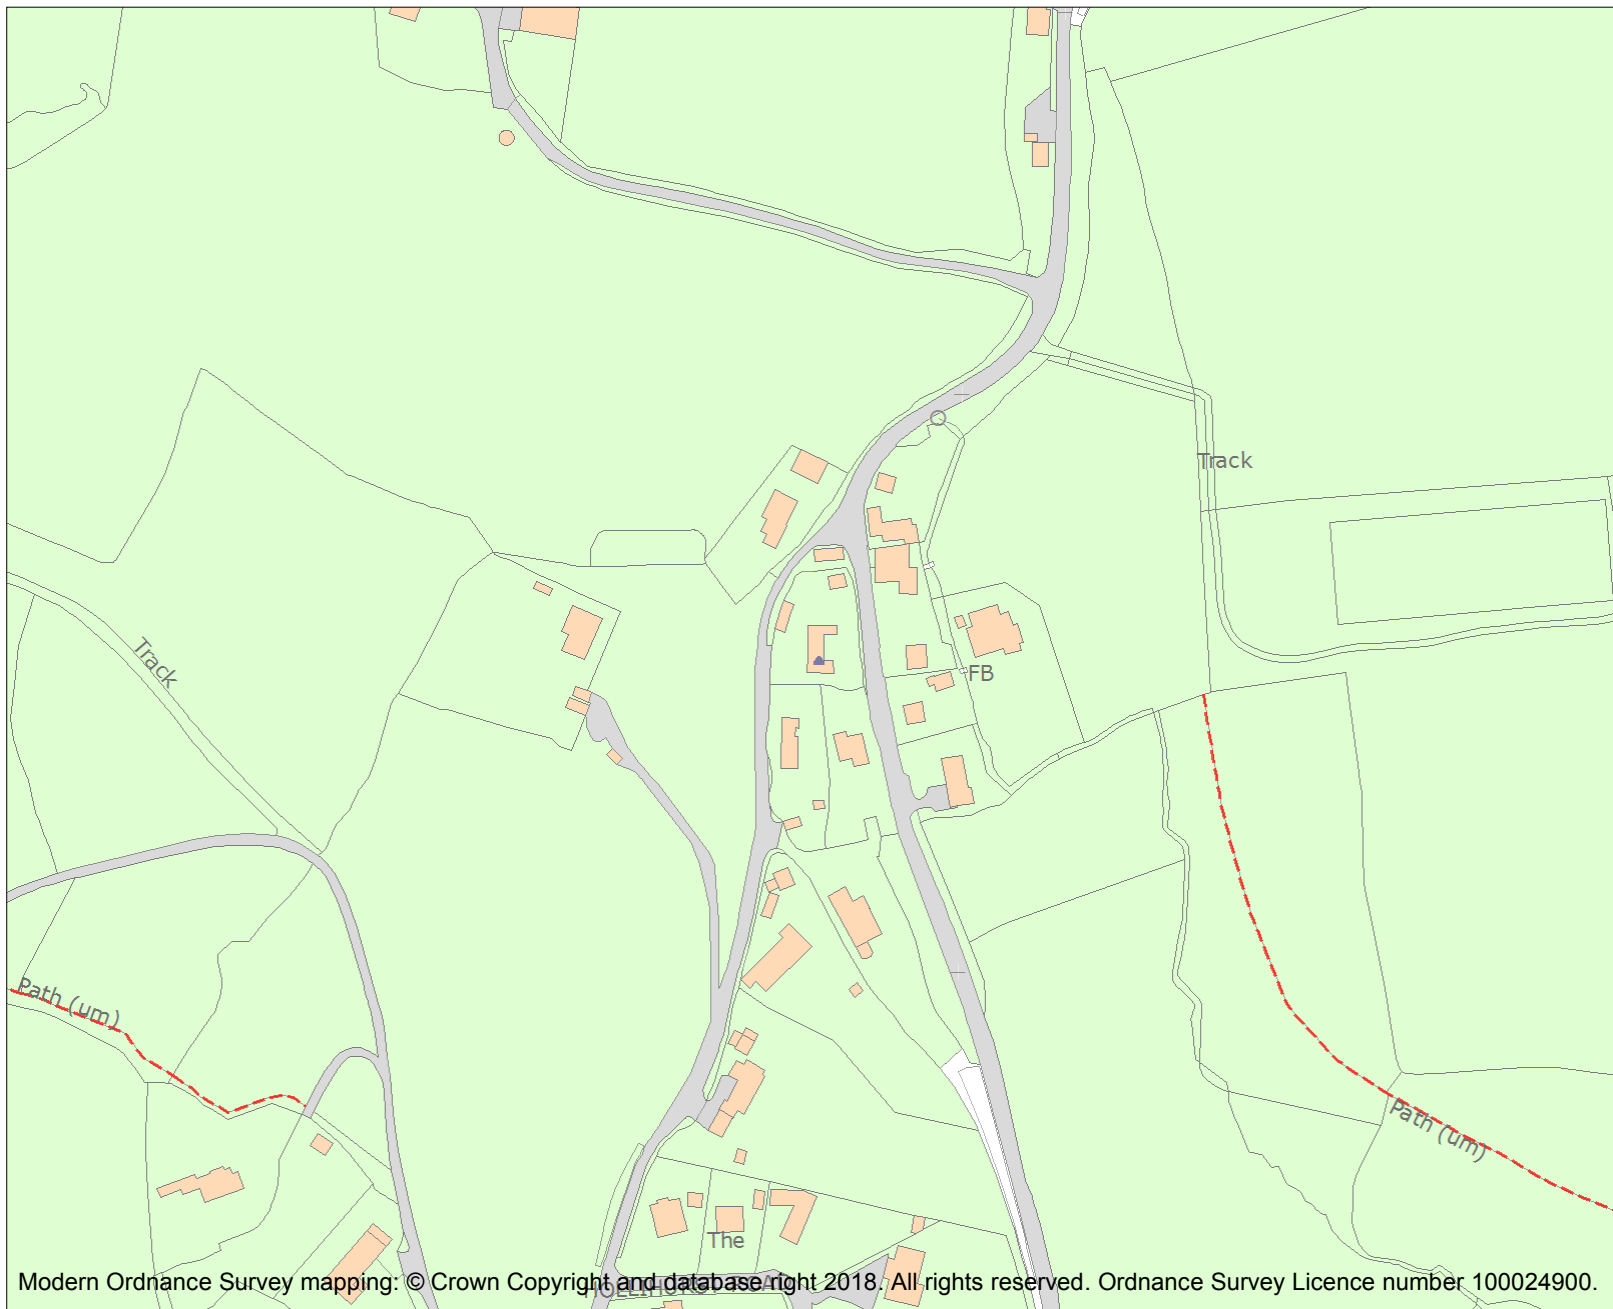 Track
Track
FB
Path (um)
Path (um)
The
Modern Ordnance Survey mapping: © Crown Copyright and database right 2018. All rights reserved. Ordnance Survey Licence number 100024900.